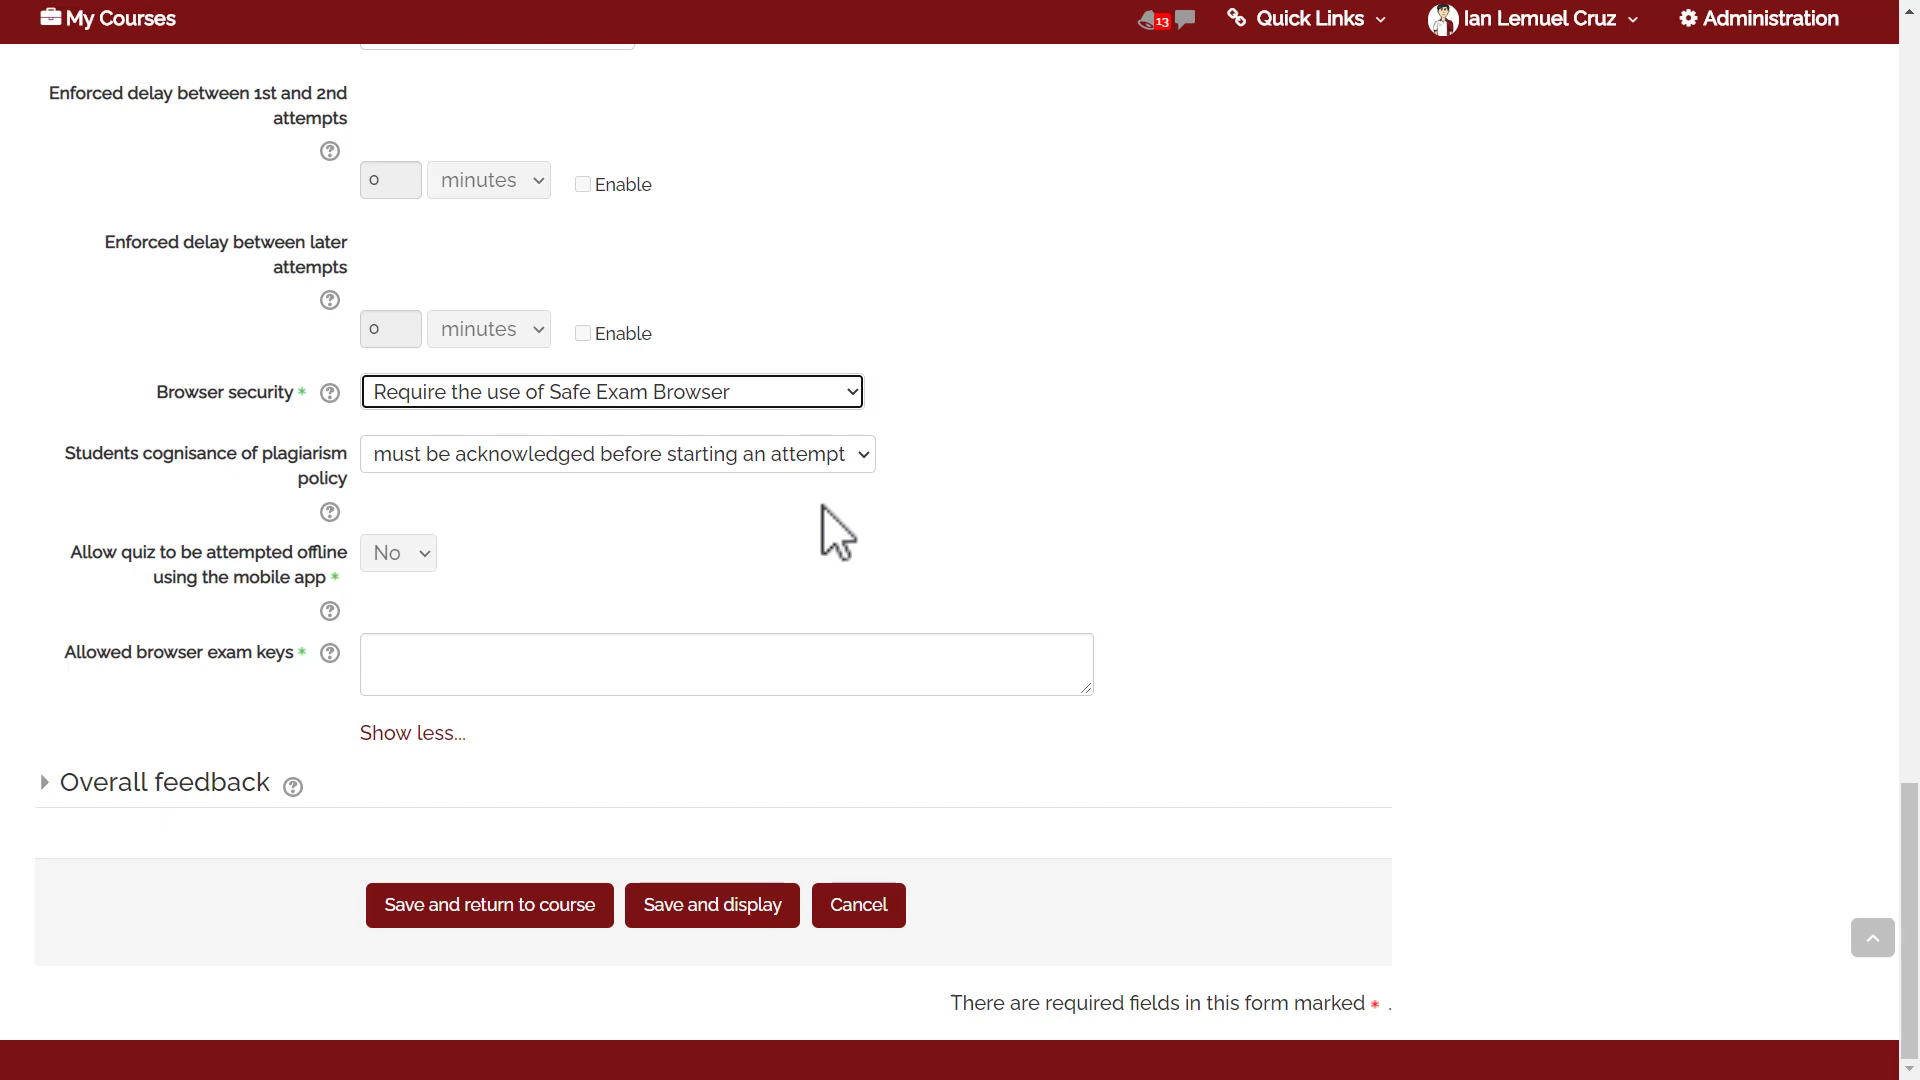 My Courses
13
Quick Links
Ian Lemuel Cruz
Administration
Enforced delay between 1st and 2nd
attempts
0 minutes Enable
Enforced delay between later
attempts
0 minutes Enable
Browser security * Require the use of Safe Exam Browser
Students cognisance of plagiarism
policy
must be acknowledged before starting an attempt
Allow quiz to be attempted offline
using the mobile app *
No
Allowed browser exam keys *
Show less...
Overall feedback
Save and return to course Save and display Cancel
There are required fields in this form marked * .